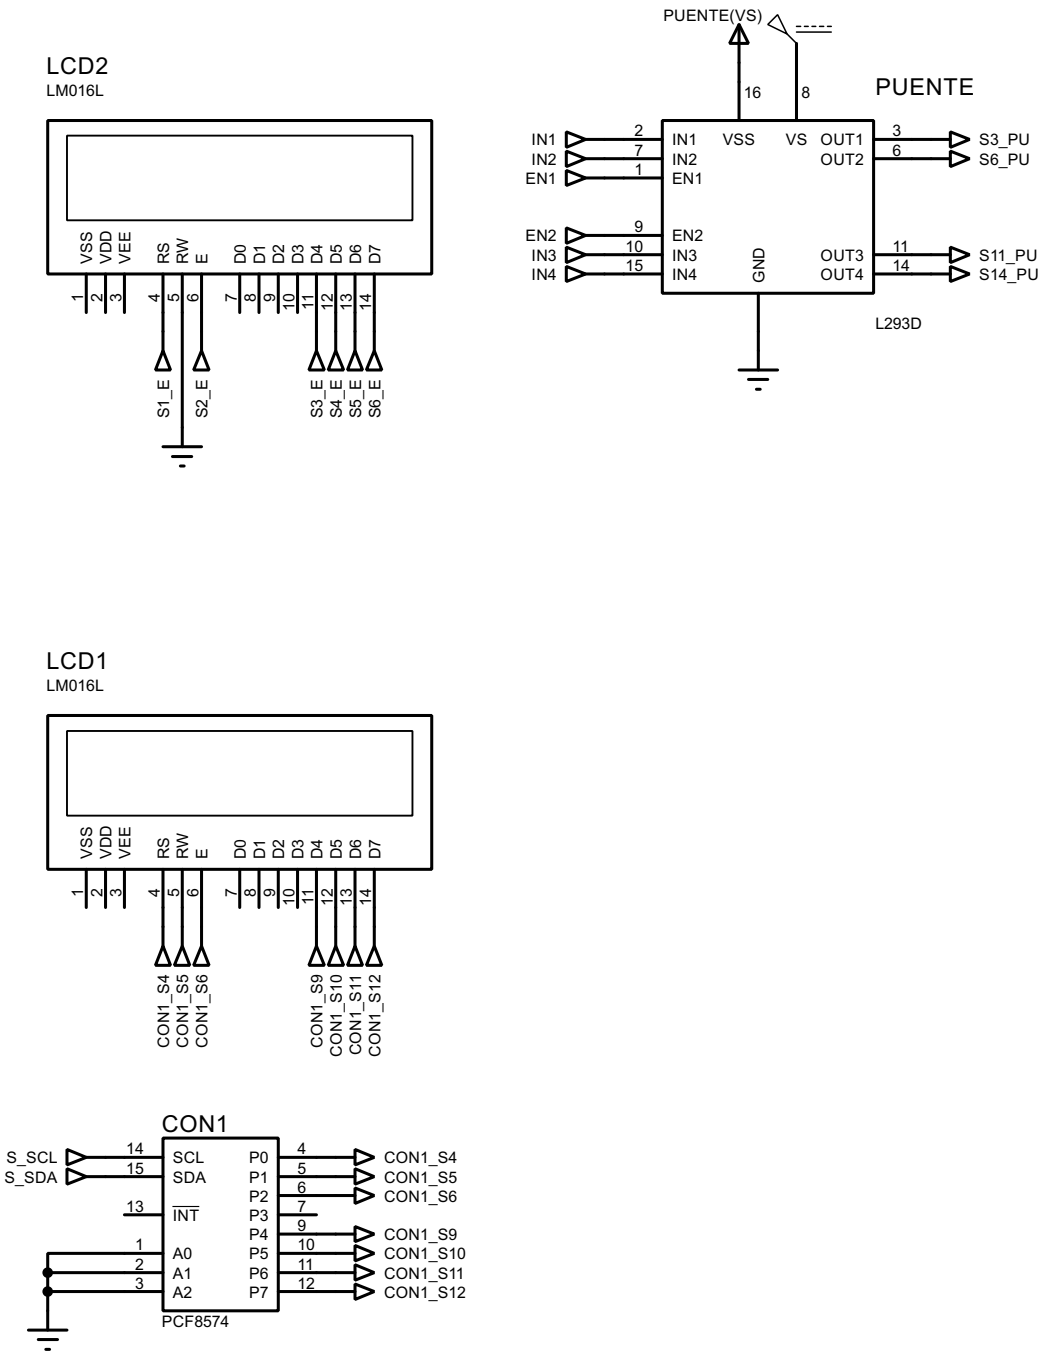 LCD2
LM016L
VSS VDD VEE RS RW E D0 D1 D2 D3 D4 D5 D6 D7
1 2 3 4 5 6 7 8 9 10 11 12 13 14
S1_E S2_E S3_E S4_E S5_E S6_E
PUENTE(VS)
16 8
PUENTE
IN1 2 IN1 VSS VS OUT1 3 S3_PU
IN2 7 IN2 OUT2 6 S6_PU
EN1 1 EN1
EN2 9 EN2
IN3 10 IN3 OUT3 11 S11_PU
IN4 15 IN4 GND OUT4 14 S14_PU
L293D
LCD1
LM016L
VSS VDD VEE RS RW E D0 D1 D2 D3 D4 D5 D6 D7
1 2 3 4 5 6 7 8 9 10 11 12 13 14
CON1_S4 CON1_S5 CON1_S6 CON1_S9 CON1_S10 CON1_S11 CON1_S12
CON1
S_SCL 14 SCL P0 4 CON1_S4
S_SDA 15 SDA P1 5 CON1_S5
P2 6 CON1_S6
13 INT P3 7
P4 9 CON1_S9
1 A0 P5 10 CON1_S10
2 A1 P6 11 CON1_S11
3 A2 P7 12 CON1_S12
PCF8574